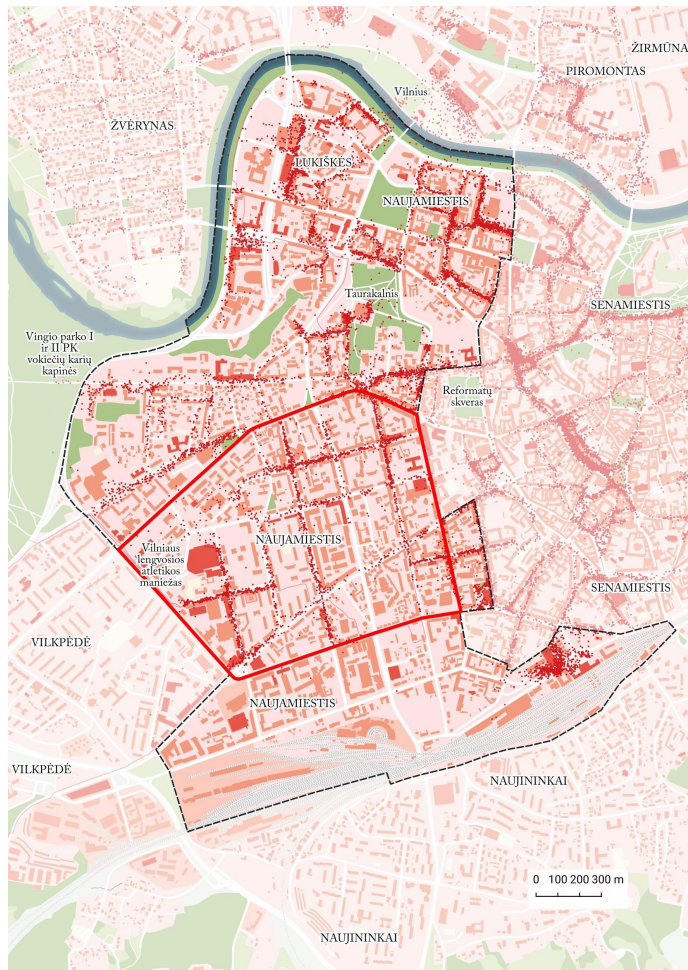 ŽIRMŪNA
PIROMONTAS
Vilnius
ŽVĖRYNAS
LUKIŠKĖS
NAUJAMIESTIS
Taurakalnis
SENAMIESTIS
Vingio parko I
ir II PK
vokiečių karių
kapinės
Reformatų
skveras
NAUJAMIESTIS
Vilniaus
lengvosios
atletikos
maniežas
SENAMIESTIS
VILKPĖDĖ
NAUJAMIESTIS
VILKPĖDĖ
NAUJININKAI
0 100 200 300 m
NAUJININKAI